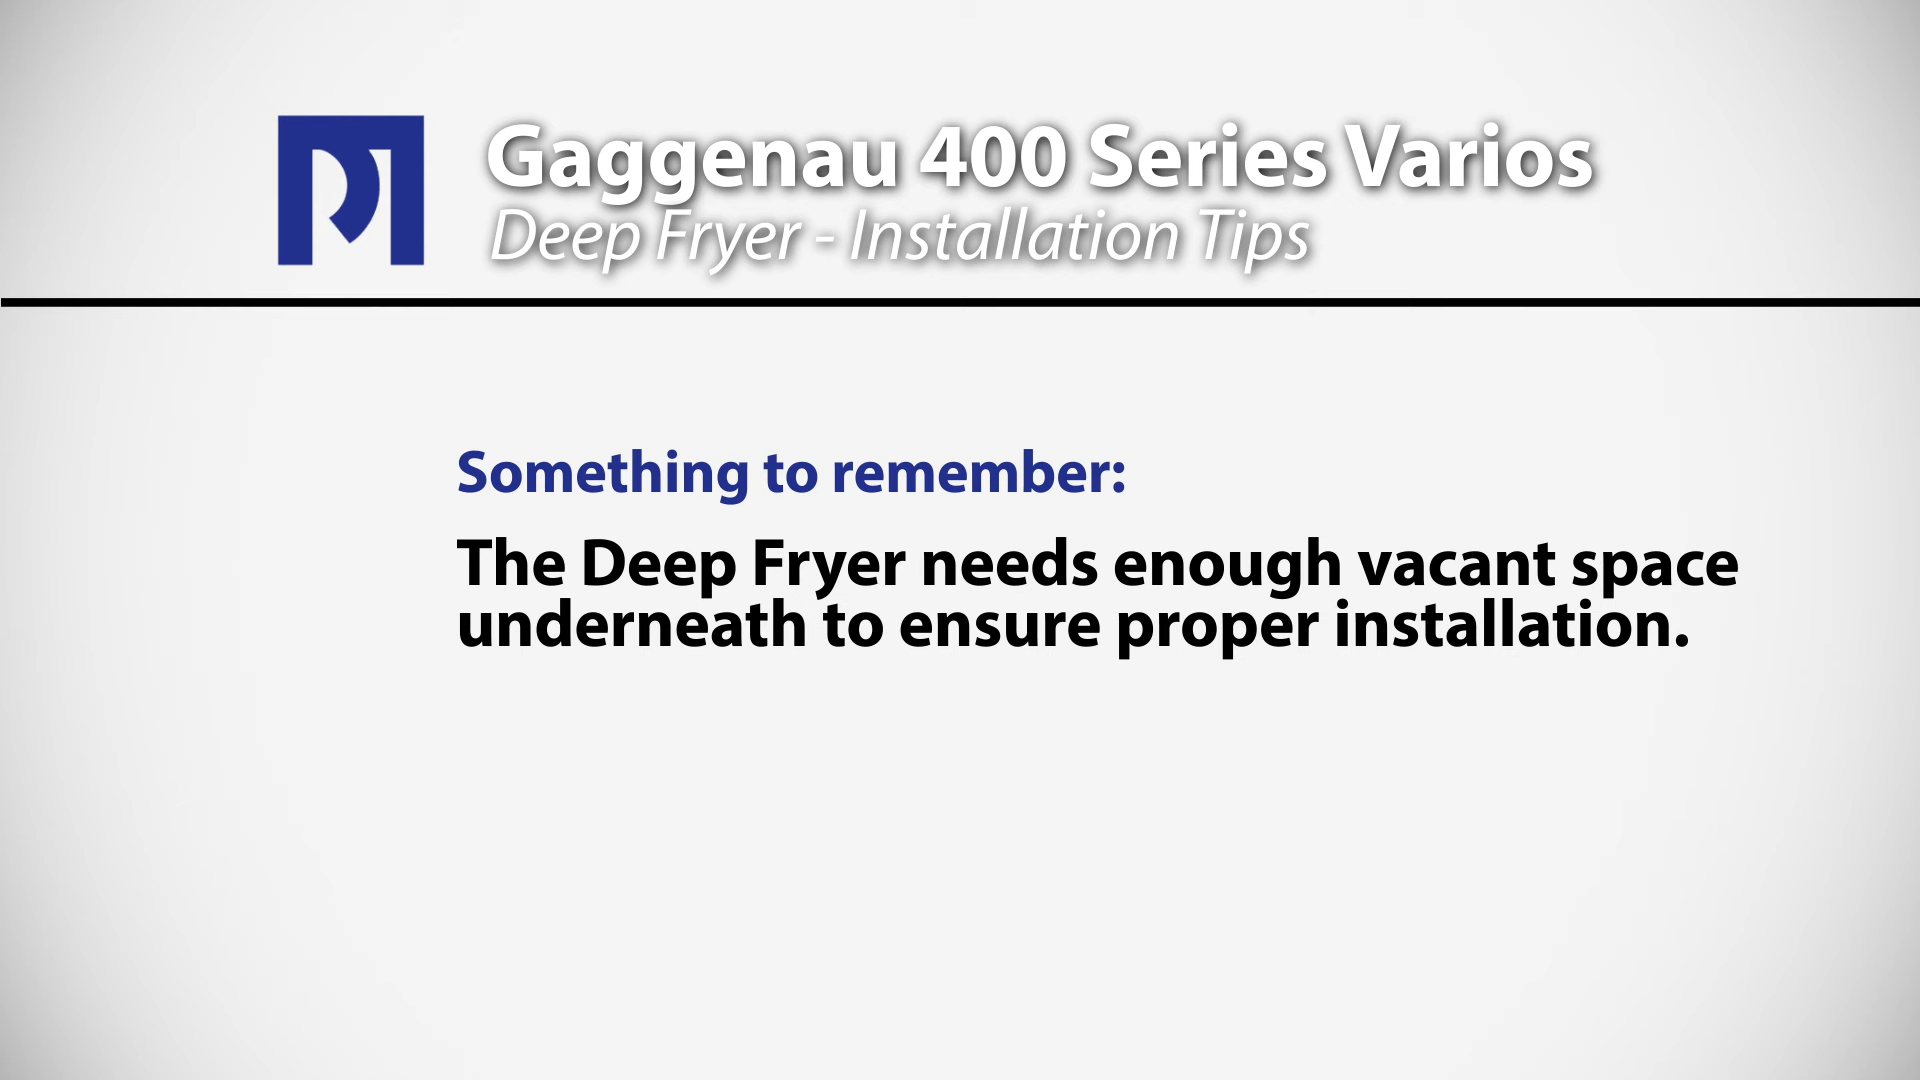 Gaggenau 400 Series Varios
Deep Fryer - Installation Tips
Something to remember:
The Deep Fryer needs enough vacant space
underneath to ensure proper installation.